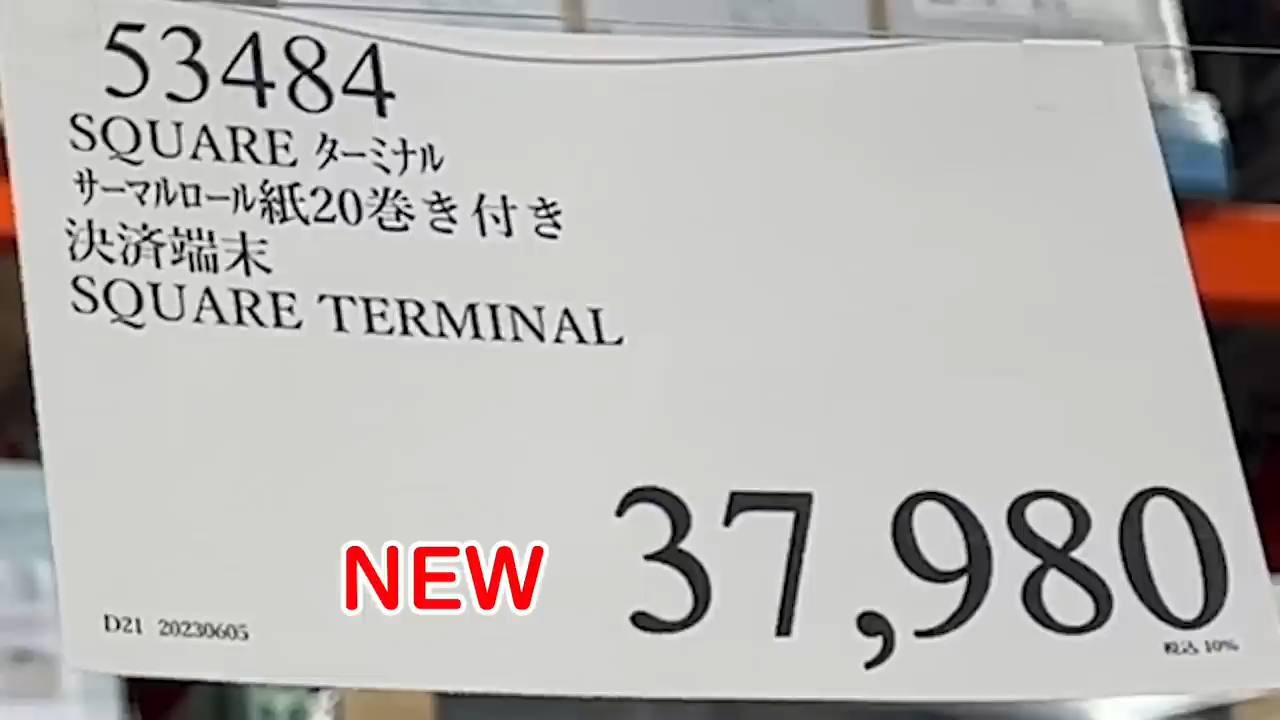 53484
SQUARE ターミナル
サーマルロール紙20巻き付き
決済端末
SQUARE TERMINAL
37,980
NEW
D21 20230605
税込 10%